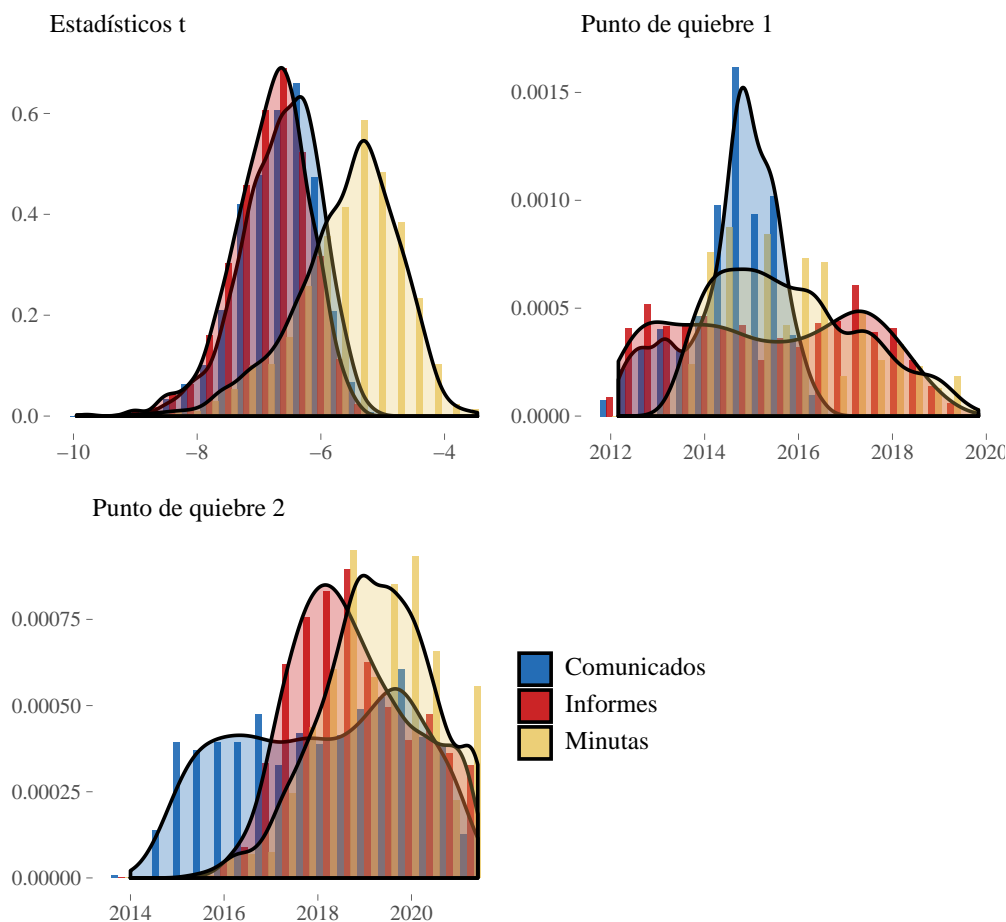 Estadísticos t
0.6
0.4
0.2
0.0
−10 −8 −6 −4
Punto de quiebre 1
0.0015
0.0010
0.0005
0.0000
2012 2014 2016 2018 2020
Punto de quiebre 2
0.00075
0.00050
0.00025
0.00000
2014 2016 2018 2020
Comunicados
Informes
Minutas